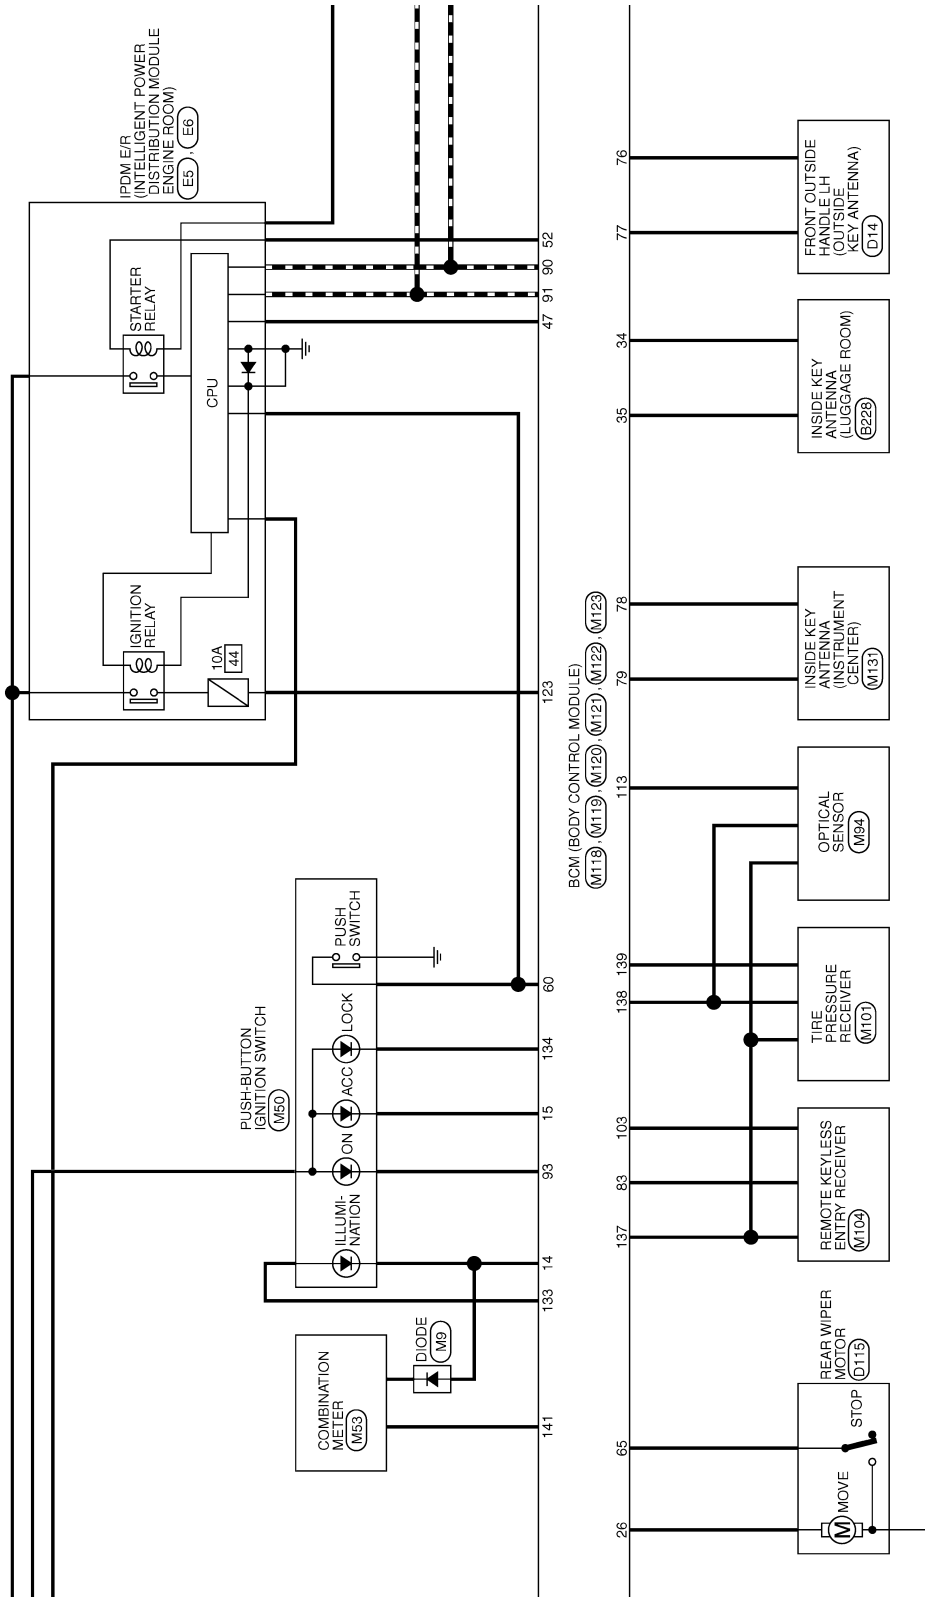 IPDM E/R
(INTELLIGENT POWER
DISTRIBUTION MODULE
ENGINE ROOM)
E5 , E6
STARTER
RELAY
CPU
IGNITION
RELAY
10A
44
52
90
91
47
123
60
134
15
93
14
133
141
PUSH-BUTTON
IGNITION SWITCH
M50
PUSH
SWITCH
LOCK
ACC
ON
ILLUMI-
NATION
COMBINATION
METER
M53
DIODE
M9
BCM (BODY CONTROL MODULE)
M118 , M119 , M120 , M121 , M122 , M123
76
77
34
35
78
79
113
139
138
103
83
137
65
26
FRONT OUTSIDE
HANDLE LH
(OUTSIDE
KEY ANTENNA)
D14
INSIDE KEY
ANTENNA
(LUGGAGE ROOM)
B228
INSIDE KEY
ANTENNA
(INSTRUMENT
CENTER)
M131
OPTICAL
SENSOR
M94
TIRE
PRESSURE
RECEIVER
M101
REMOTE KEYLESS
ENTRY RECEIVER
M104
REAR WIPER
MOTOR
D115
STOP
MOVE
M